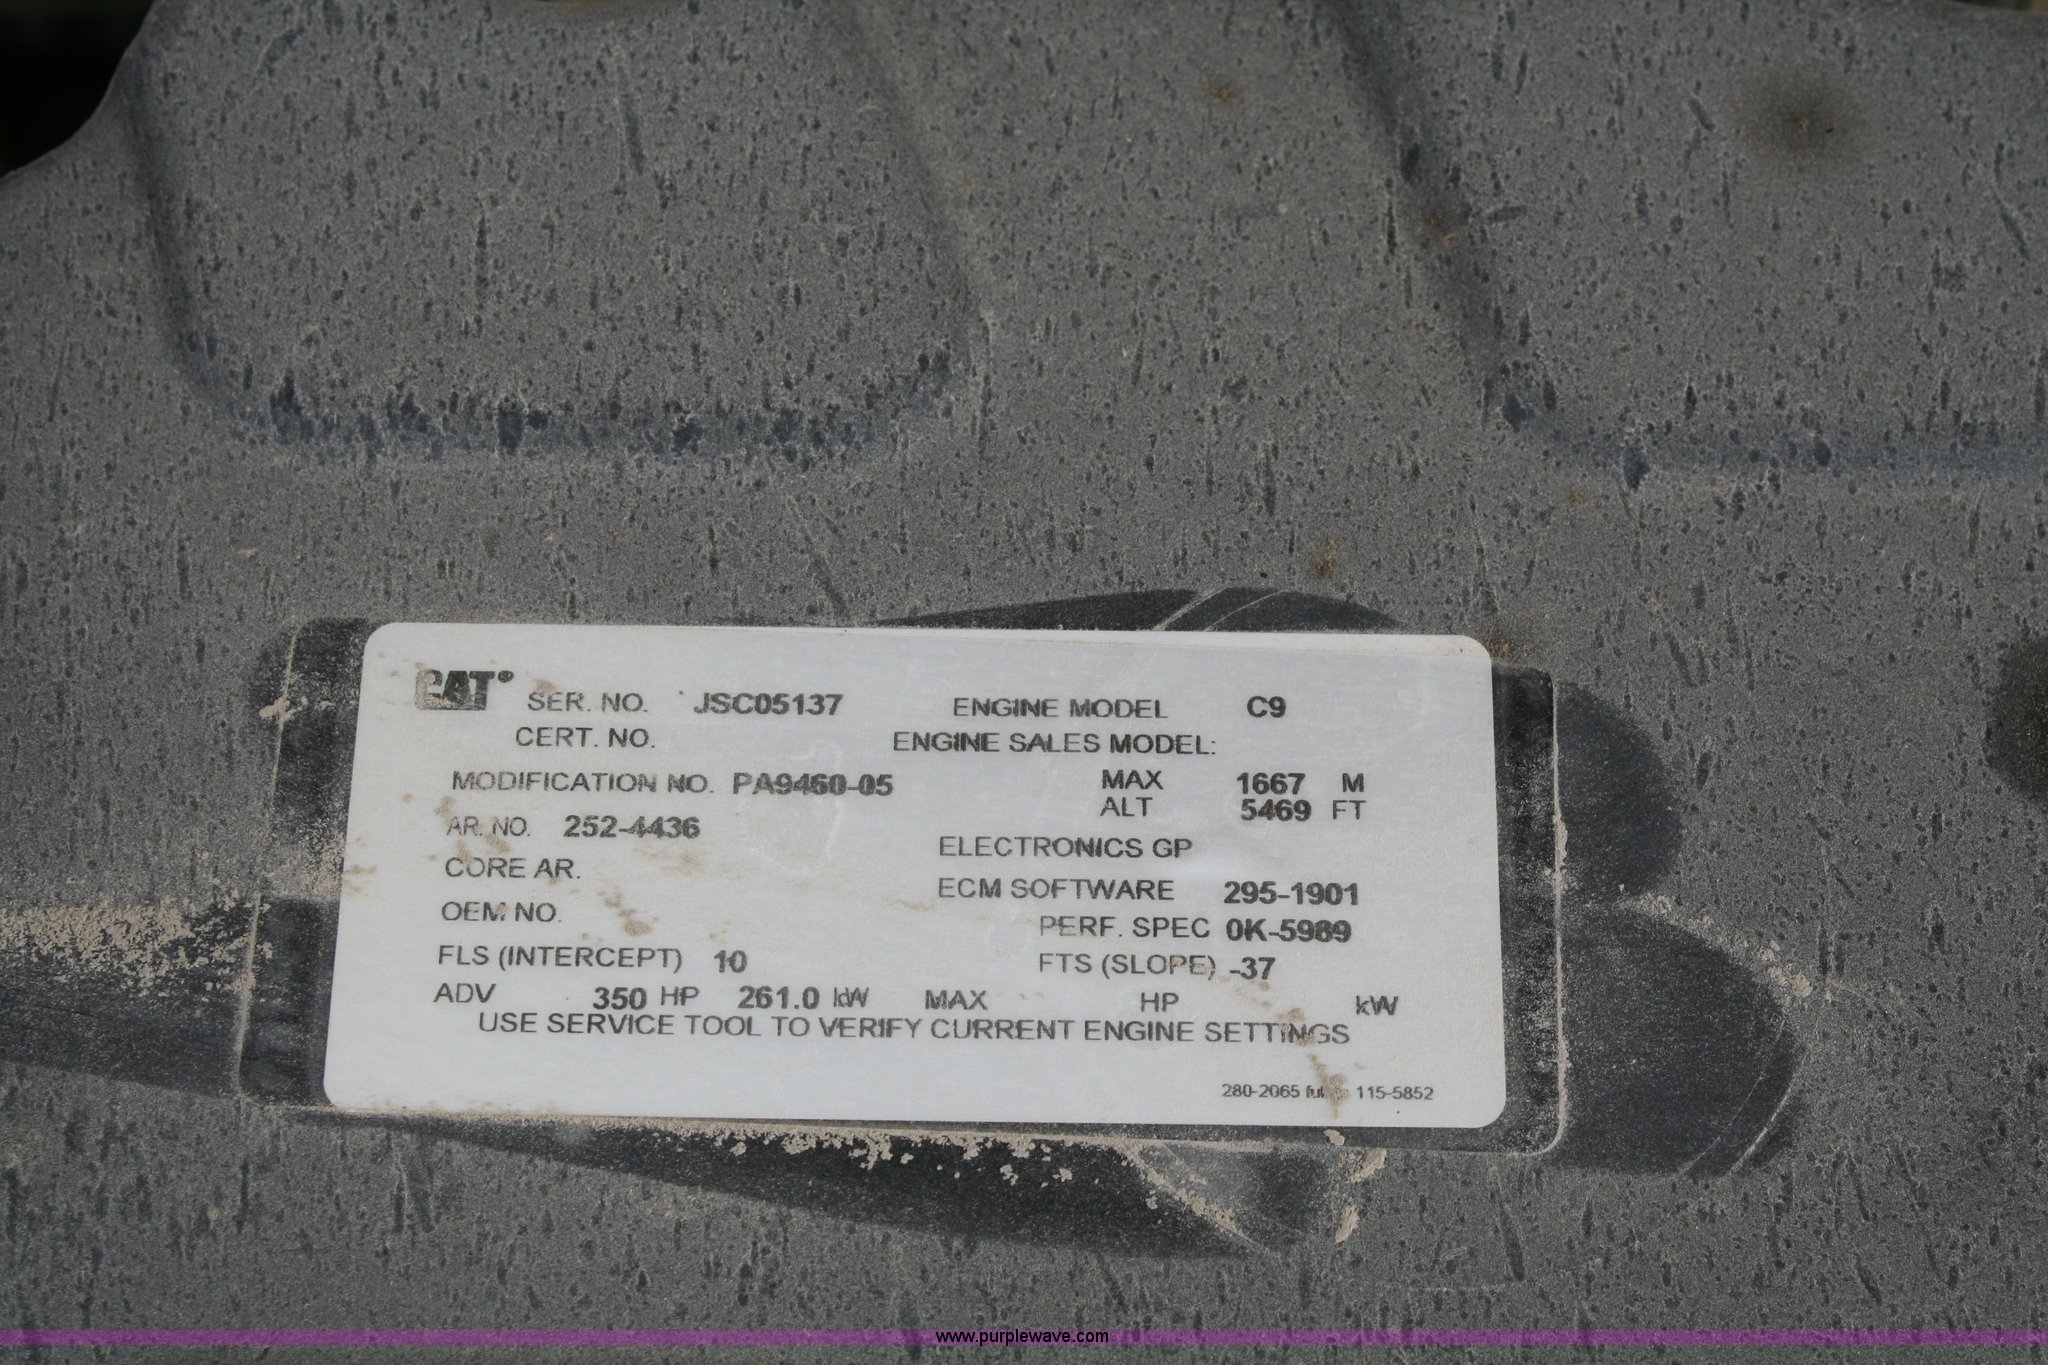 CAT® SER. NO. JSC05137 ENGINE MODEL C9
CERT. NO. ENGINE SALES MODEL:
MODIFICATION NO. PA9460-05 MAX 1667 M
ALT 5469 FT
AR. NO. 252-4436
ELECTRONICS GP
CORE AR.
ECM SOFTWARE 295-1901
OEM NO.
PERF. SPEC 0K-5989
FLS (INTERCEPT) 10 FTS (SLOPE) -37
ADV 350 HP 261.0 kW MAX HP kW
USE SERVICE TOOL TO VERIFY CURRENT ENGINE SETTINGS
280-2065 115-5852
www.purplewave.com